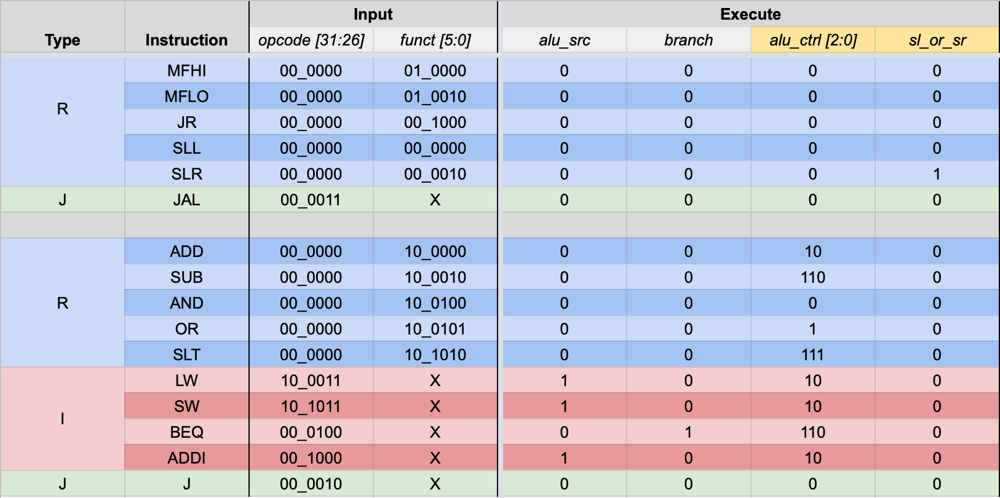 Input Execute
Type Instruction opcode [31:26] funct [5:0] alu_src branch alu_ctrl [2:0] sl_or_sr
MFHI 00_0000 01_0000 0 0 0 0
MFLO 00_0000 01_0010 0 0 0 0
R
JR 00_0000 00_1000 0 0 0 0
SLL 00_0000 00_0000 0 0 0 0
SLR 00_0000 00_0010 0 0 0 1
J JAL 00_0011 X 0 0 0 0
ADD 00_0000 10_0000 0 0 10 0
SUB 00_0000 10_0010 0 0 110 0
R AND 00_0000 10_0100 0 0 0 0
OR 00_0000 10_0101 0 0 1 0
SLT 00_0000 10_1010 0 0 111 0
LW 10_0011 X 1 0 10 0
SW 10_1011 X 1 0 10 0
I
BEQ 00_0100 X 0 1 110 0
ADDI 00_1000 X 1 0 10 0
J J 00_0010 X 0 0 0 0